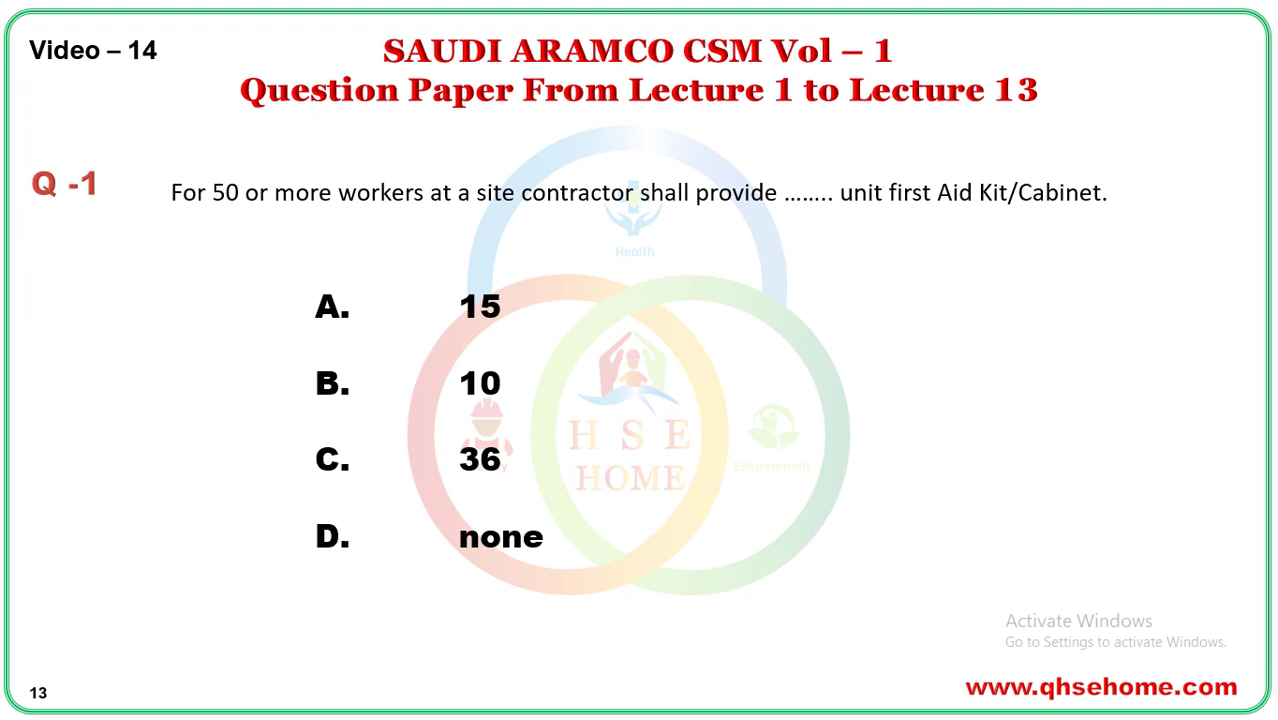 Video – 14
SAUDI ARAMCO CSM Vol – 1
Question Paper From Lecture 1 to Lecture 13
Q -1
For 50 or more workers at a site contractor shall provide …….. unit first Aid Kit/Cabinet.
Health
A. 15
B. 10
C. 36
D. none
H S E
HOME
Environment
Activate Windows
Go to Settings to activate Windows.
13
www.qhsehome.com